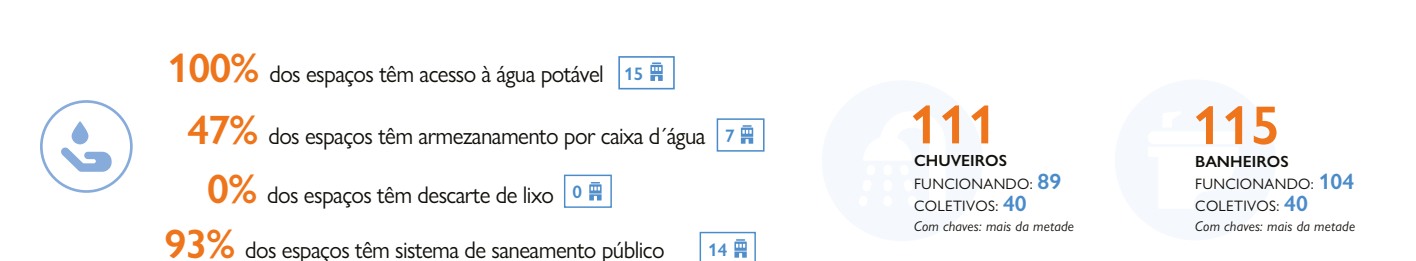 100% dos espaços têm acesso à água potável 15
47% dos espaços têm armezanamento por caixa d´água 7
0% dos espaços têm descarte de lixo 0
93% dos espaços têm sistema de saneamento público 14
111
CHUVEIROS
FUNCIONANDO: 89
COLETIVOS: 40
Com chaves: mais da metade
115
BANHEIROS
FUNCIONANDO: 104
COLETIVOS: 40
Com chaves: mais da metade